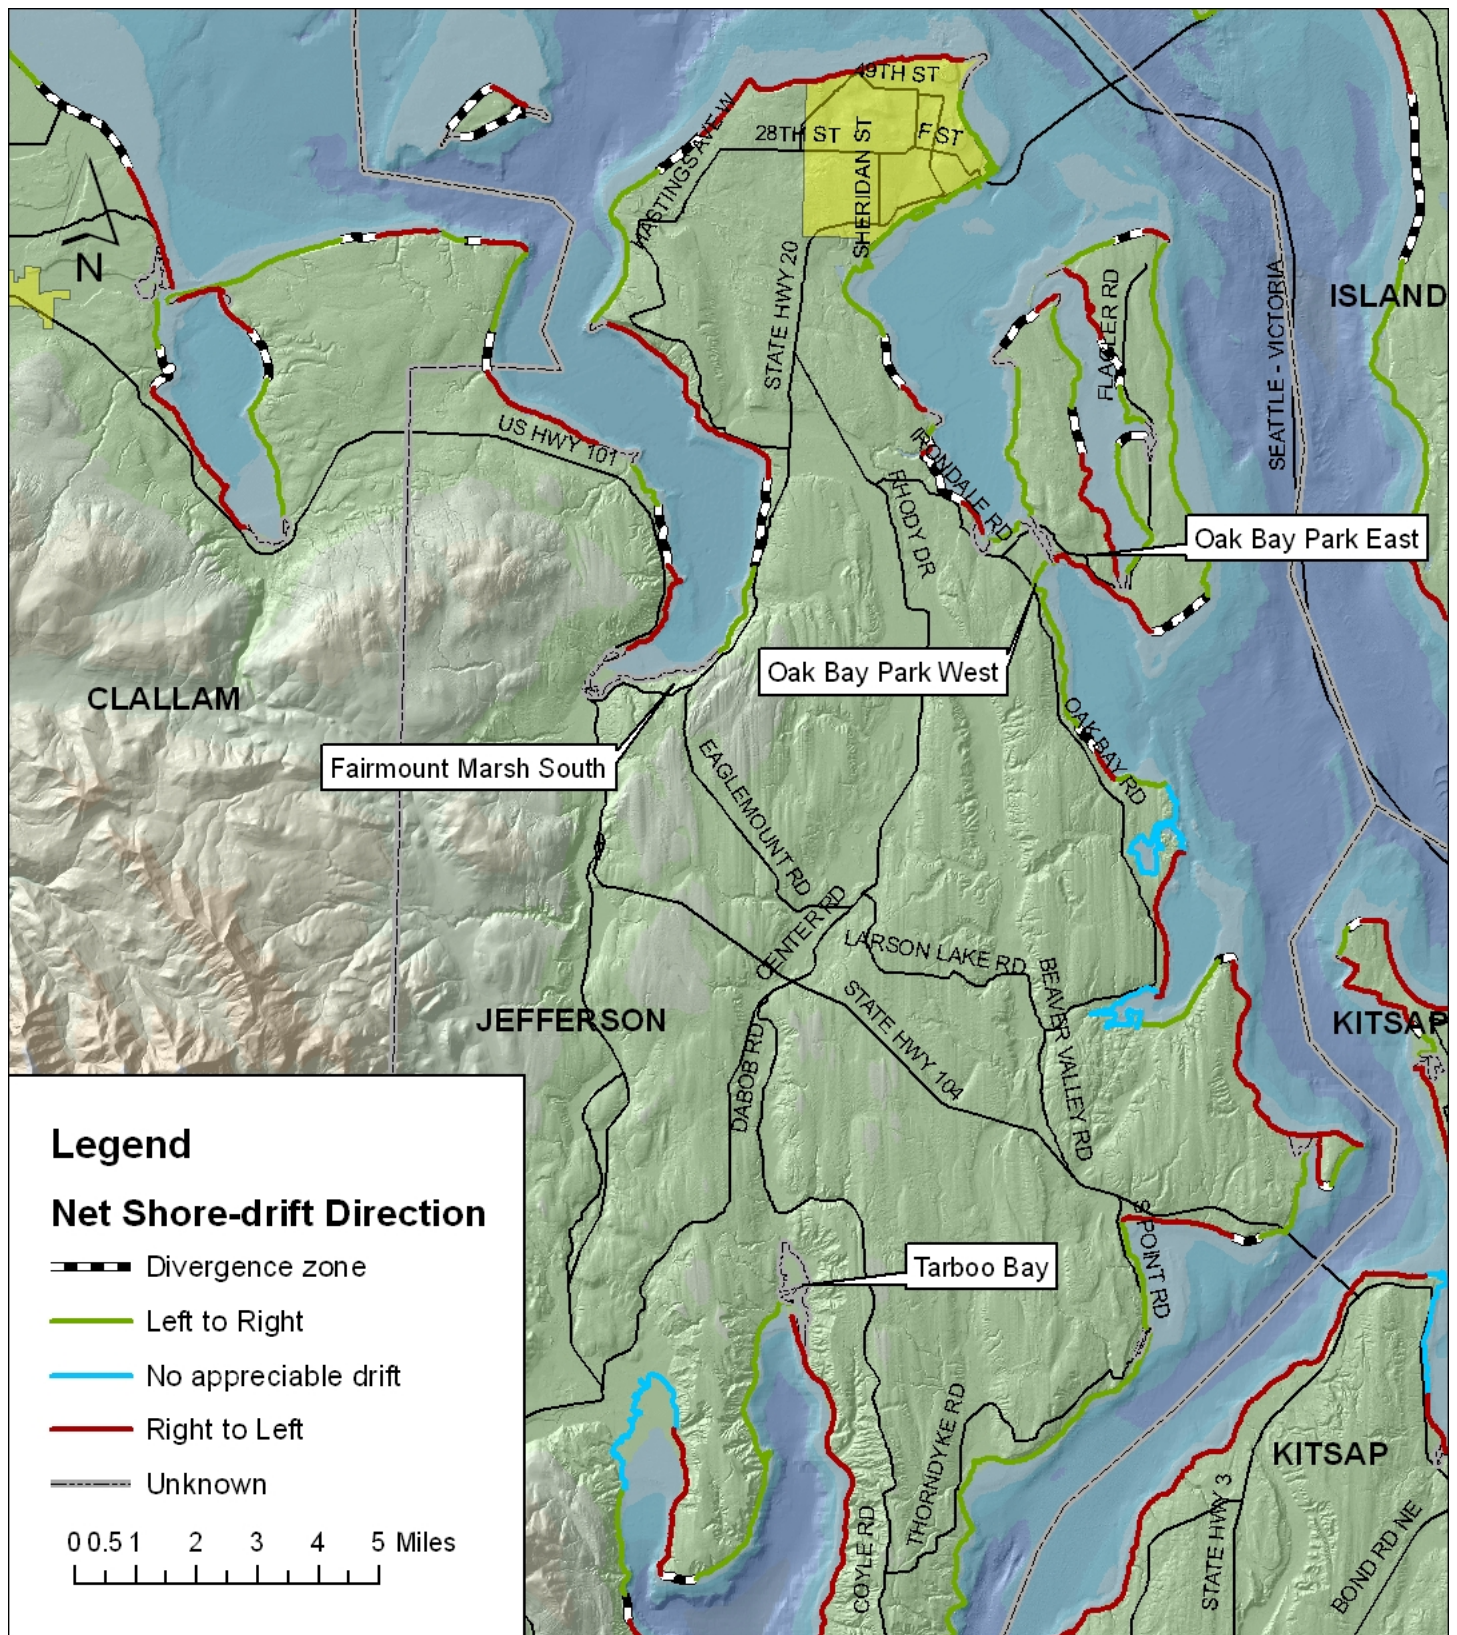 49TH ST
28TH ST
F ST
SHERIDAN ST
HASTINGS AVE W
N
STATE HWY 20
FLAGLER RD
SEATTLE - VICTORIA
ISLAND
US HWY 101
IRONDALE RD
RHODY DR
Oak Bay Park East
Oak Bay Park West
CLALLAM
OAK BAY RD
Fairmount Marsh South
EAGLEMOUNT RD
CENTER RD
LARSON LAKE RD
BEAVER VALLEY RD
STATE HWY 104
JEFFERSON
KITSAP
DABOB RD
S POINT RD
Tarboo Bay
THORNDYKE RD
COYLE RD
KITSAP
STATE HWY 3
BOND RD NE
Legend
Net Shore-drift Direction
Divergence zone
Left to Right
No appreciable drift
Right to Left
Unknown
0 0.5 1 2 3 4 5 Miles